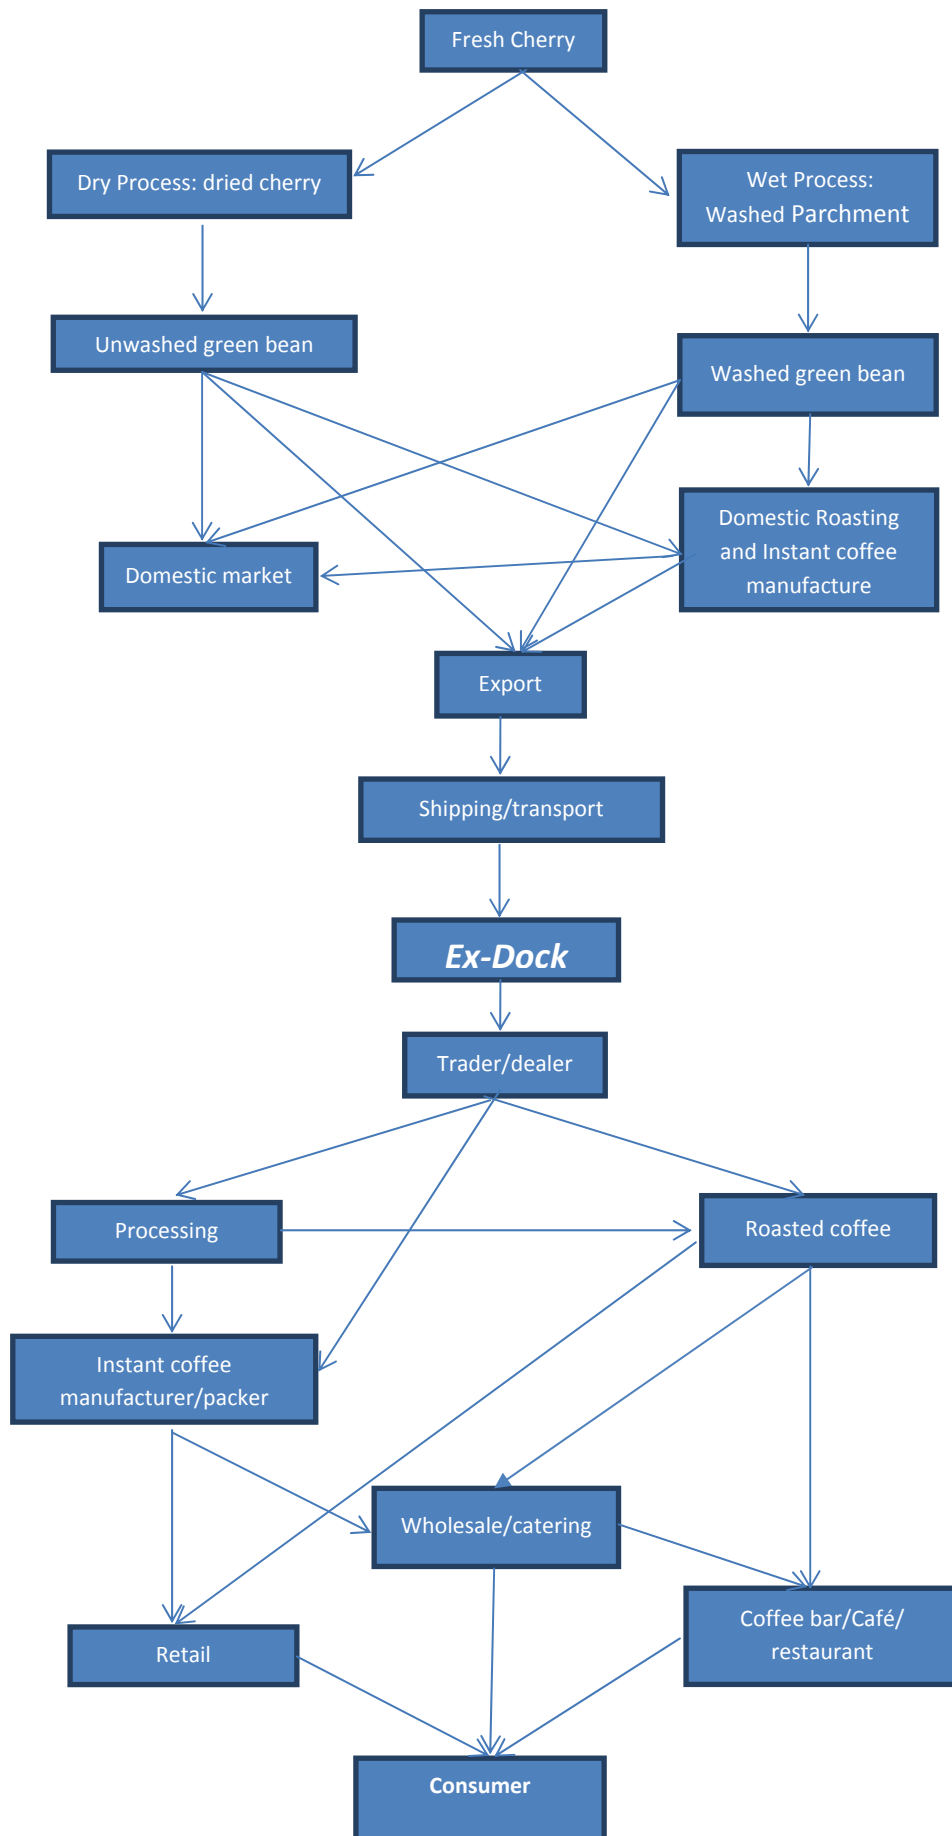 Fresh Cherry
Dry Process: dried cherry
Wet Process:
Washed Parchment
Unwashed green bean
Washed green bean
Domestic Roasting
and Instant coffee
manufacture
Domestic market
Export
Shipping/transport
Ex-Dock
Trader/dealer
Processing
Roasted coffee
Instant coffee
manufacturer/packer
Wholesale/catering
Coffee bar/Café/
restaurant
Retail
Consumer